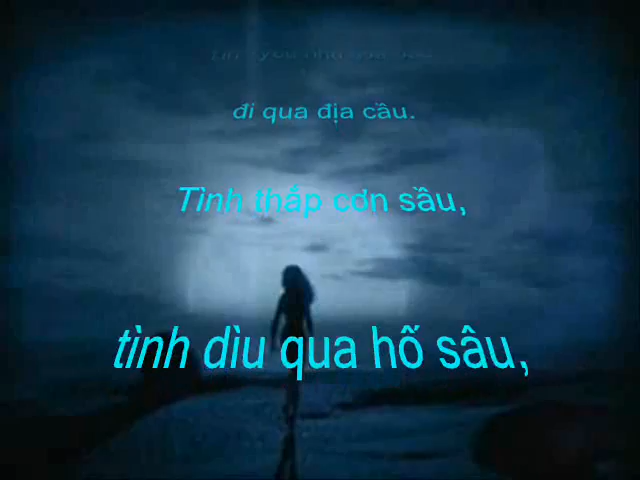 đi qua địa cầu.
Tình thắp cơn sầu,
tình dìu qua hố sâu,